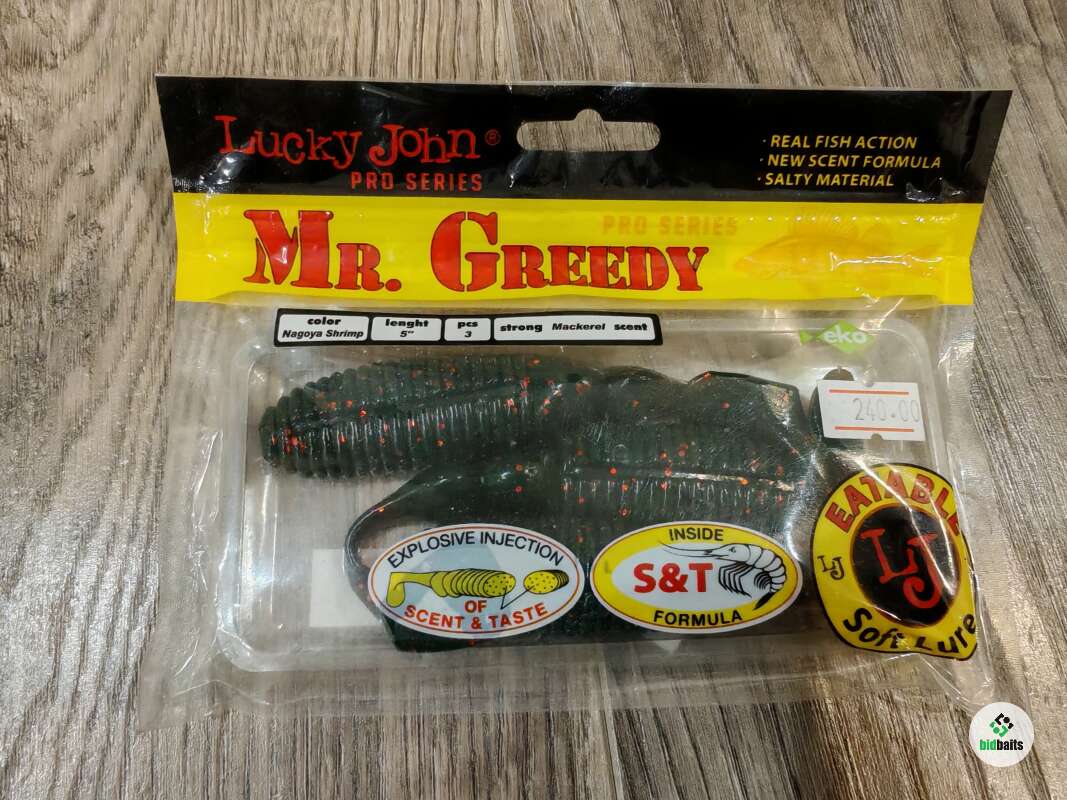 Lucky John®
PRO SERIES
· REAL FISH ACTION
· NEW SCENT FORMULA
· SALTY MATERIAL
PRO SERIES
MR. GREEDY
color
Nagoya Shrimp
lenght
5"
pcs
3
strong Mackerel scent
eko
240.00
EXPLOSIVE INJECTION
OF
SCENT & TASTE
INSIDE
S&T
FORMULA
EATABLE
LJ
LJ
Soft Lure
bidbaits